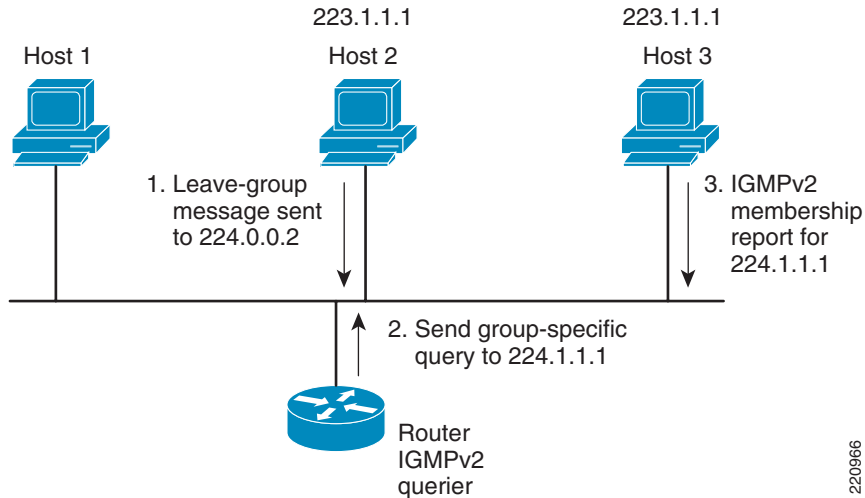 223.1.1.1
223.1.1.1
Host 1
Host 2
Host 3
1. Leave-group
message sent
to 224.0.0.2
3. IGMPv2
membership
report for
224.1.1.1
2. Send group-specific
query to 224.1.1.1
Router
IGMPv2
querier
220966